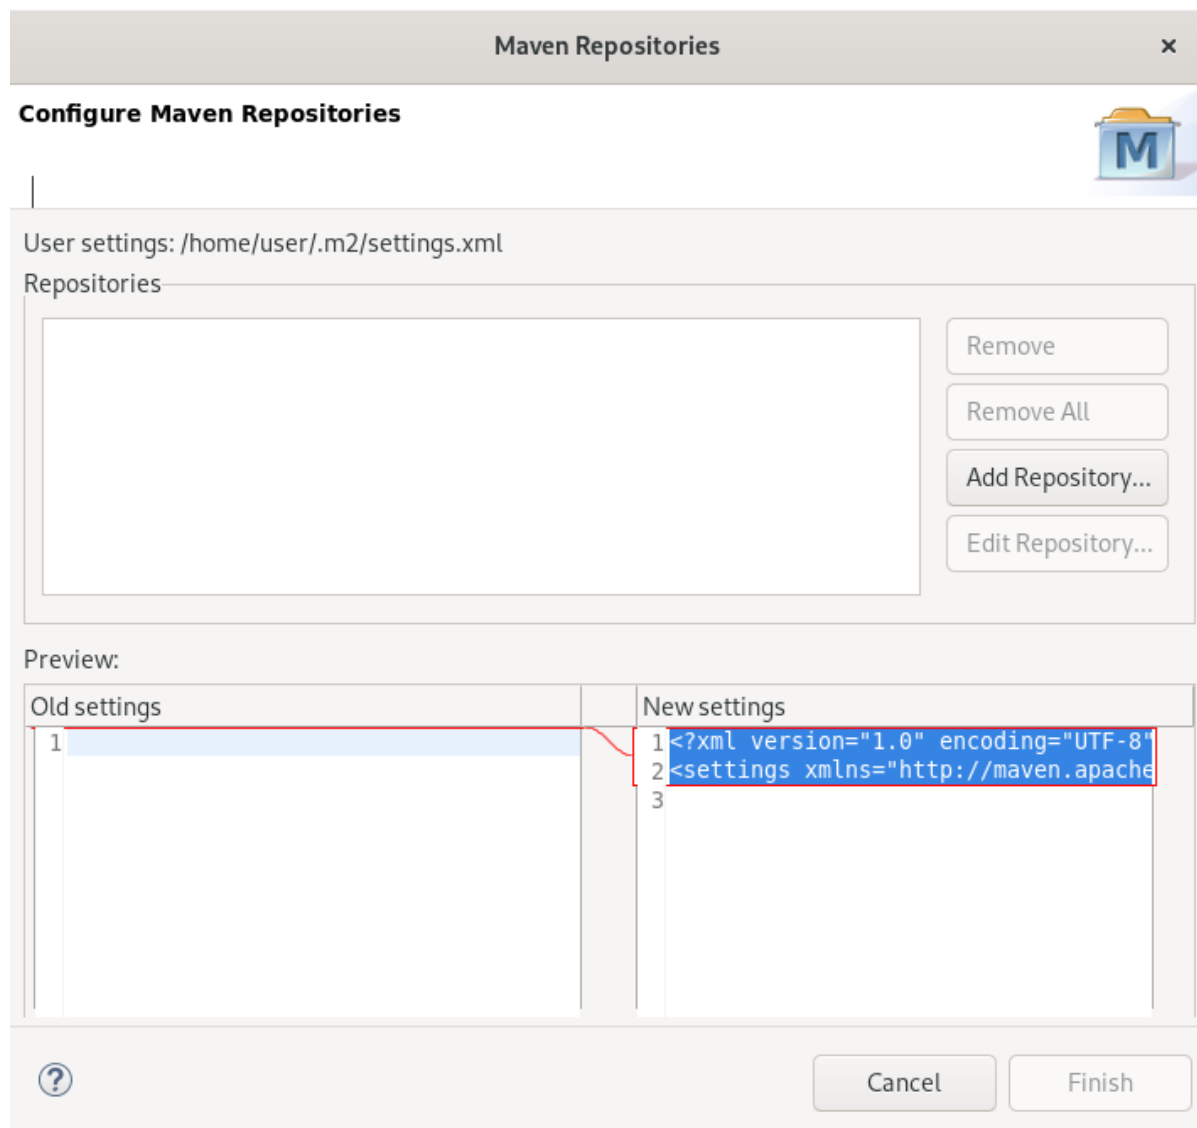 Maven Repositories ×
Configure Maven Repositories
M
User settings: /home/user/.m2/settings.xml
Repositories
Remove
Remove All
Add Repository...
Edit Repository...
Preview:
Old settings
New settings
1
1 <?xml version="1.0" encoding="UTF-8"
2 <settings xmlns="http://maven.apache
3
?
Cancel
Finish